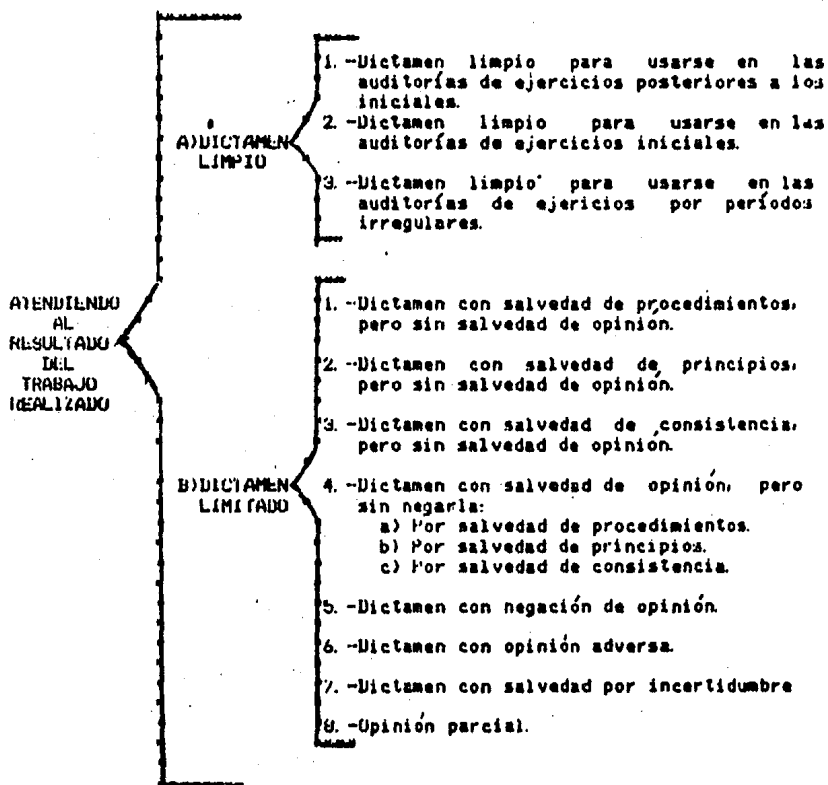 ATENDIENDO
AL
RESULTADO
DEL
TRABAJO
REALIZADO
A)DICTAMEN
LIMPIO
1.-Dictamen limpio para usarse en las
auditorías de ejercicios posteriores a los
iniciales.
2.-Dictamen limpio para usarse en las
auditorías de ejercicios iniciales.
3.-Dictamen limpio para usarse en las
auditorías de ejericios por períodos
irregulares.
B)DICTAMEN
LIMITADO
1.-Dictamen con salvedad de procedimientos,
pero sin salvedad de opinión.
2.-Dictamen con salvedad de principios,
pero sin salvedad de opinión.
3.-Dictamen con salvedad de consistencia,
pero sin salvedad de opinión.
4.-Dictamen con salvedad de opinión, pero
sin negarla:
a) Por salvedad de procedimientos.
b) Por salvedad de principios.
c) Por salvedad de consistencia.
5.-Dictamen con negación de opinión.
6.-Dictamen con opinión adversa.
7.-Dictamen con salvedad por incertidumbre
8.-Opinión parcial.